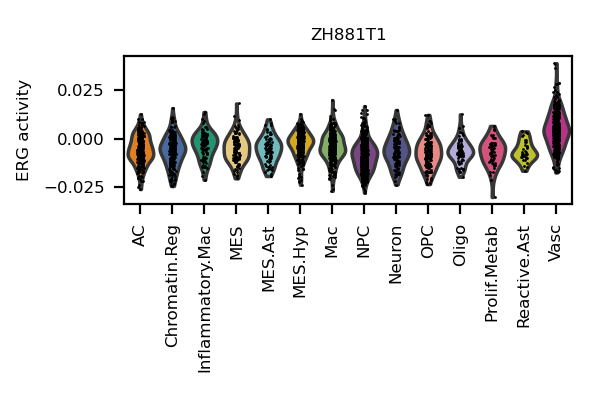 ZH881T1
ERG activity
0.025
0.000
−0.025
AC
Chromatin.Reg
Inflammatory.Mac
MES
MES.Ast
MES.Hyp
Mac
NPC
Neuron
OPC
Oligo
Prolif.Metab
Reactive.Ast
Vasc